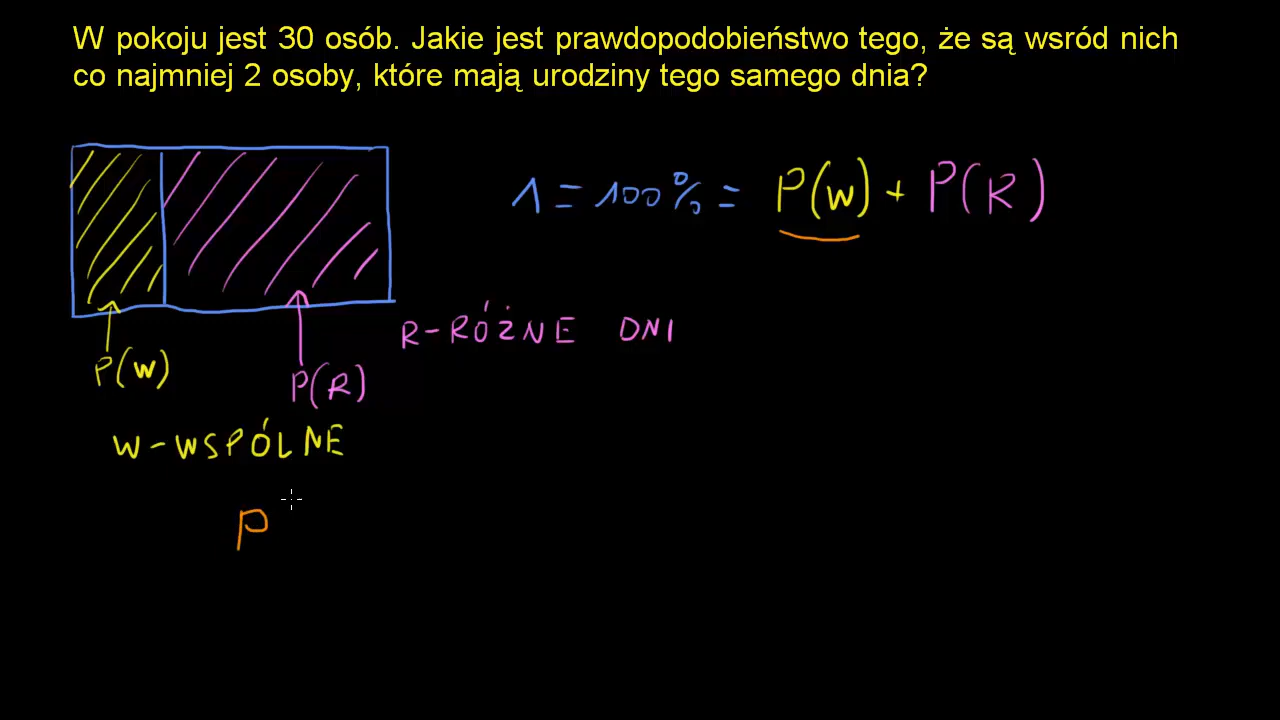 W pokoju jest 30 osób. Jakie jest prawdopodobieństwo tego, że są wsród nich
co najmniej 2 osoby, które mają urodziny tego samego dnia?
1 = 100% = P(W) + P(R)
R-RÓŻNE DNI
P(W)
P(R)
W-WSPÓLNE
P